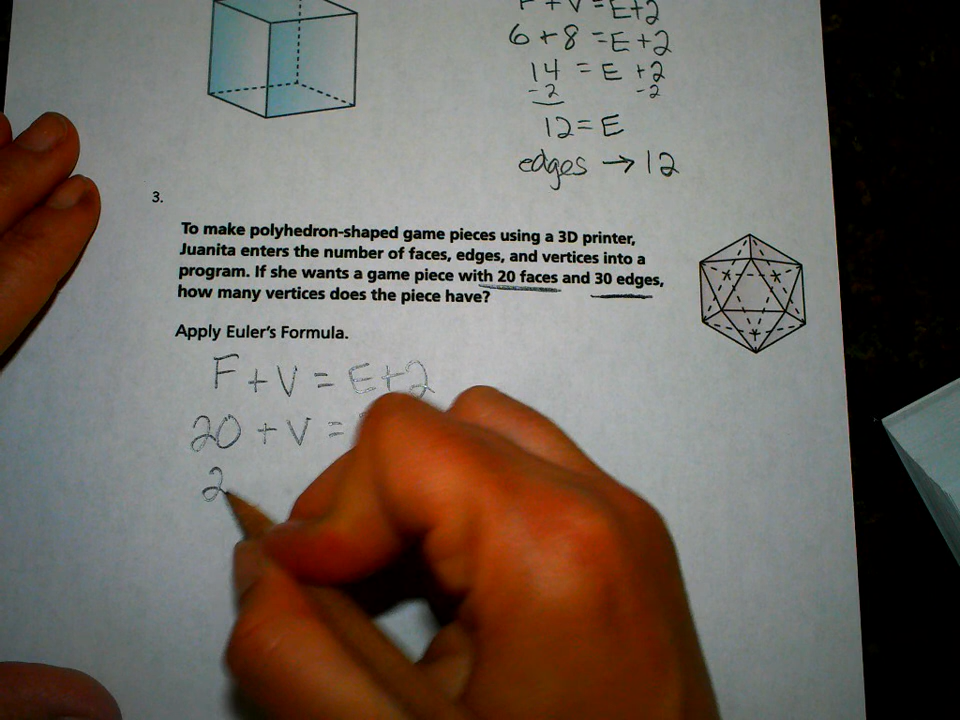 F + V = E+2
6 + 8 = E + 2
14 = E + 2
- 2 - 2
12 = E
edges → 12
3.
To make polyhedron-shaped game pieces using a 3D printer,
Juanita enters the number of faces, edges, and vertices into a
program. If she wants a game piece with 20 faces and 30 edges,
how many vertices does the piece have?
Apply Euler's Formula.
F + V = E+2
20 + V =
2